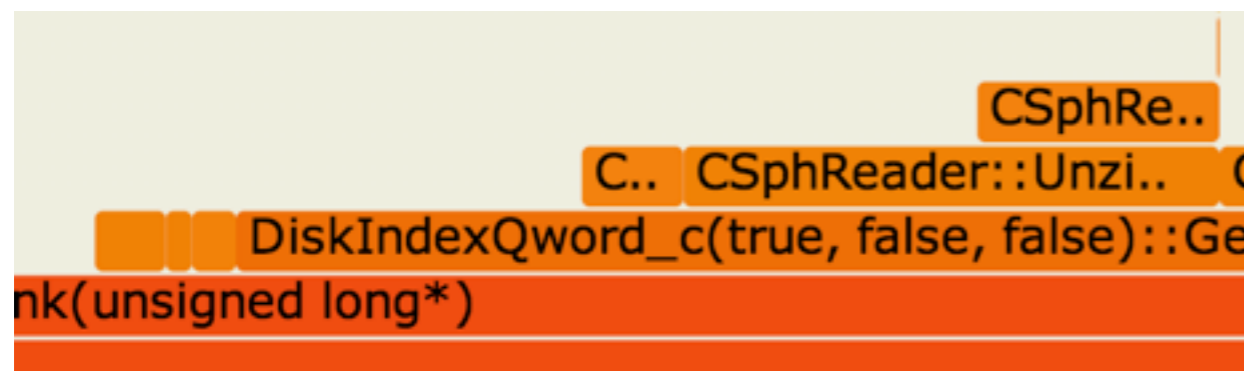 CSphRe..
C.. CSphReader::Unzi.. C
DiskIndexQword_c(true, false, false)::Ge
nk(unsigned long*)